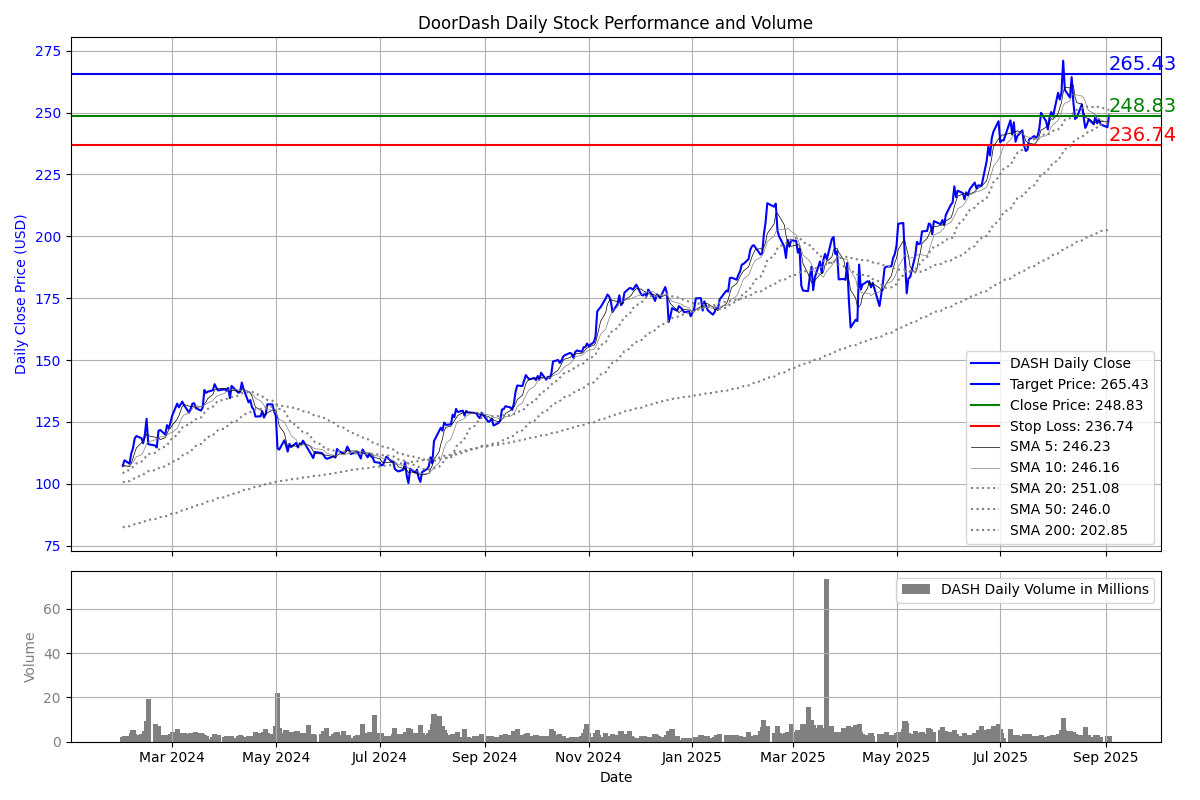 DoorDash Daily Stock Performance and Volume
Daily Close Price (USD)
275
250
225
200
175
150
125
100
75
265.43
248.83
236.74
DASH Daily Close
Target Price: 265.43
Close Price: 248.83
Stop Loss: 236.74
SMA 5: 246.23
SMA 10: 246.16
SMA 20: 251.08
SMA 50: 246.0
SMA 200: 202.85
Volume
60
40
20
0
DASH Daily Volume in Millions
Mar 2024
May 2024
Jul 2024
Sep 2024
Nov 2024
Jan 2025
Mar 2025
May 2025
Jul 2025
Sep 2025
Date